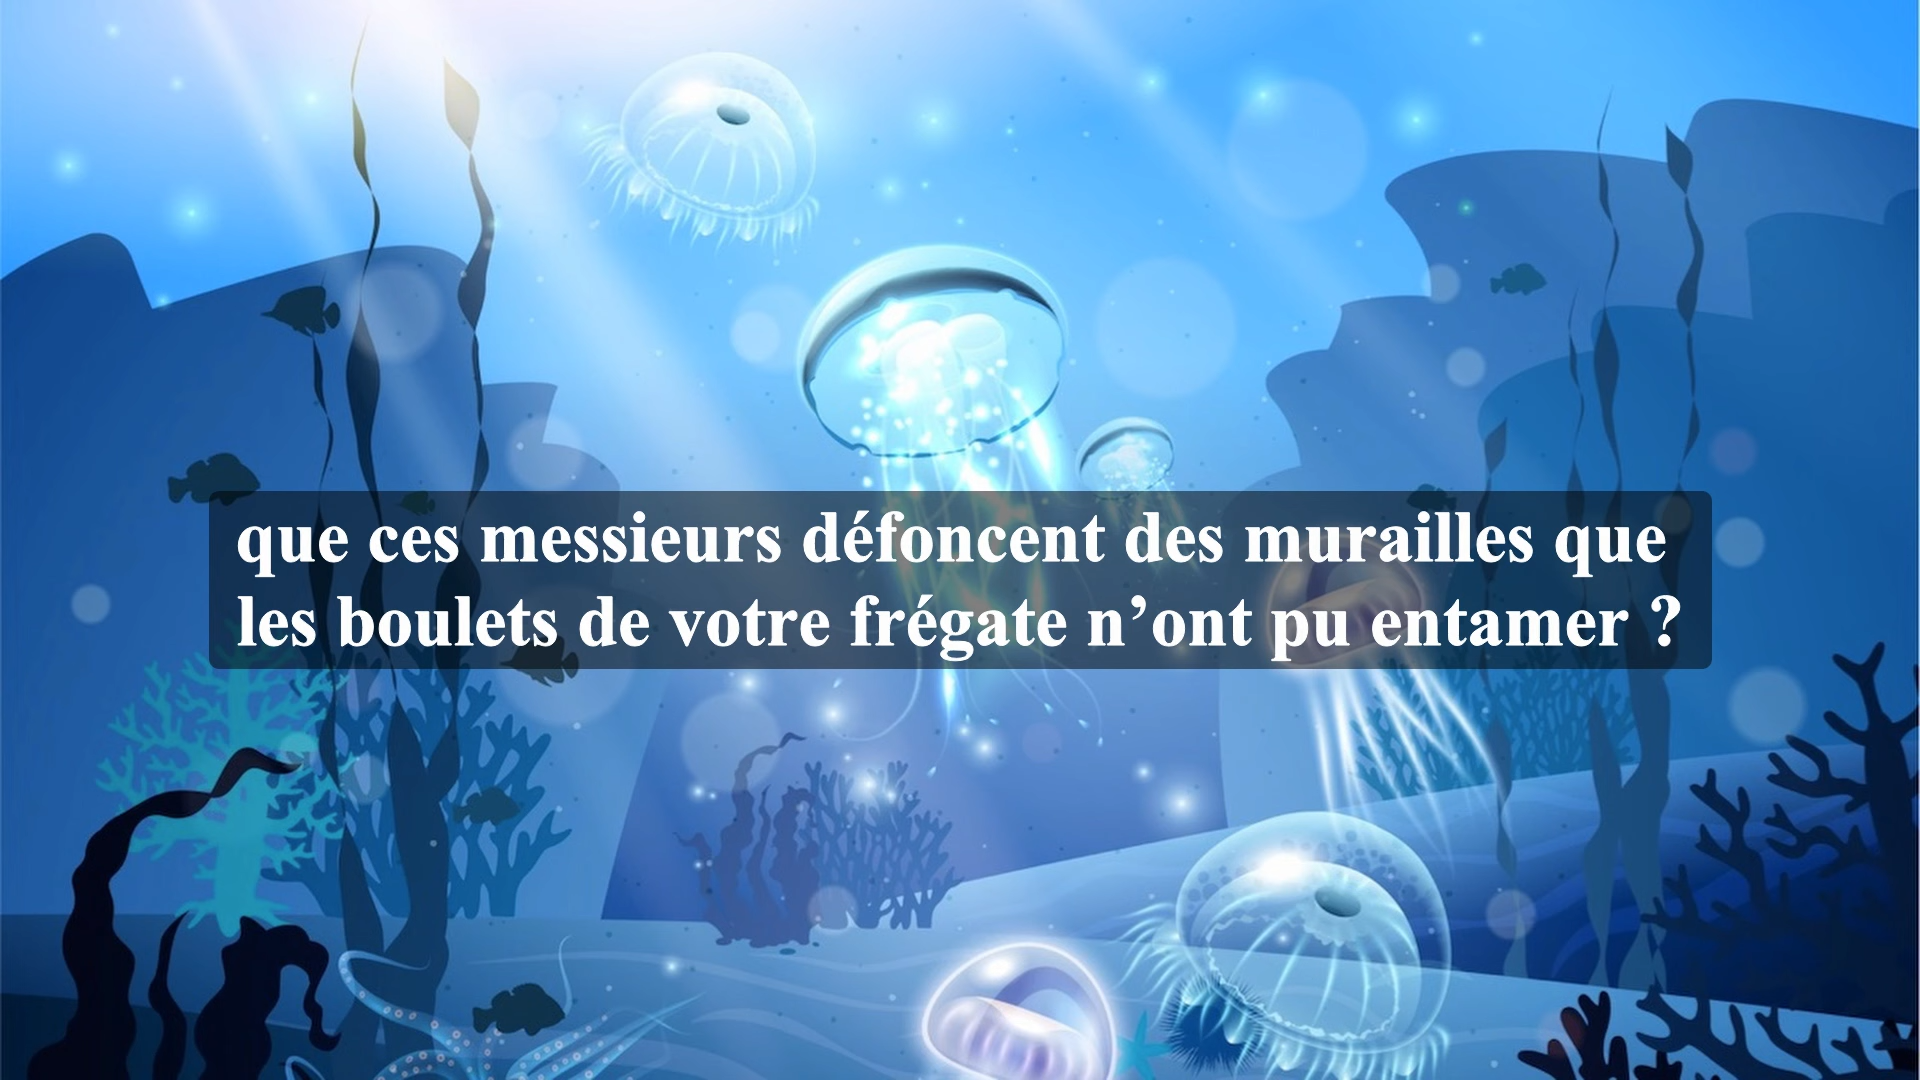 que ces messieurs défoncent des murailles que
les boulets de votre frégate n’ont pu entamer ?